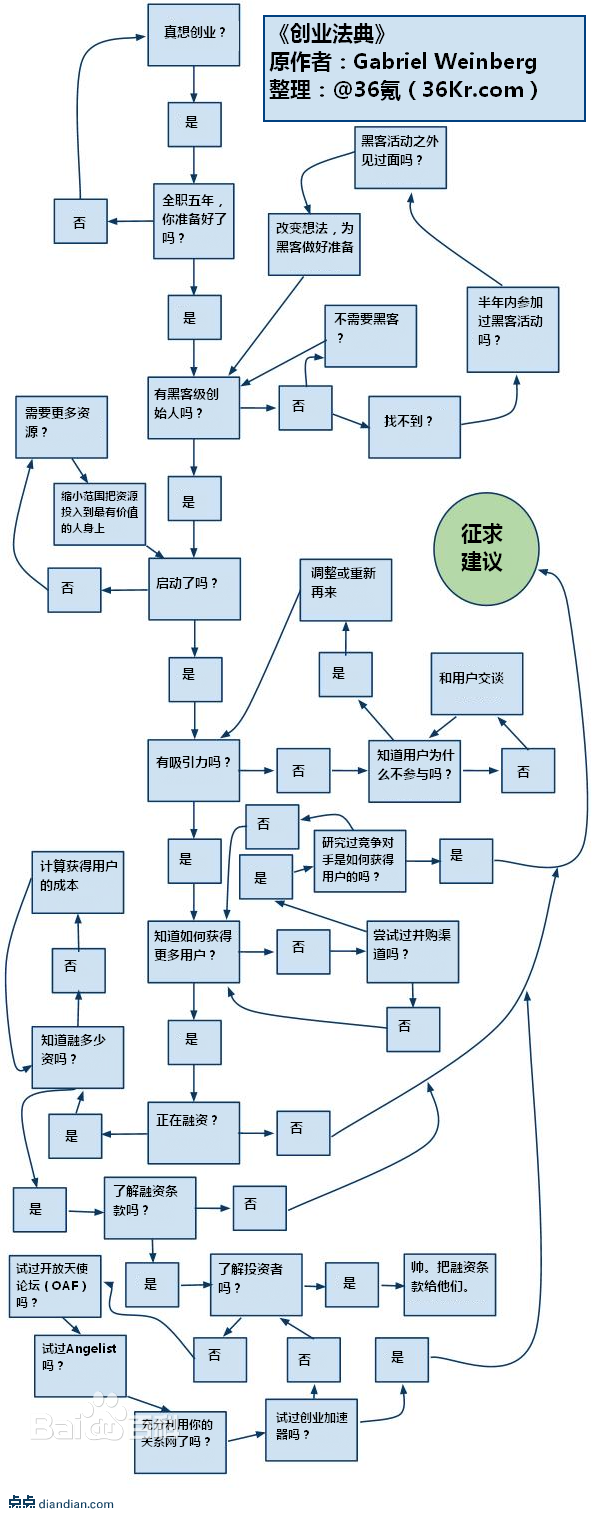 《创业法典》
原作者：Gabriel Weinberg
整理：@36氪（36Kr.com）
真想创业？
是
全职五年，
你准备好了
吗？
否
是
黑客活动之外
见过面吗？
改变想法，为
黑客做好准备
半年内参加
过黑客活动
吗？
不需要黑客
？
有黑客级创
始人吗？
否
找不到？
需要更多资
源？
是
缩小范围把资源
投入到最有价值
的人身上
征求
建议
启动了吗？
否
调整或重新
再来
是
是
和用户交谈
有吸引力吗？
否
知道用户为什
么不参与吗？
否
是
否
研究过竞争对
手是如何获得
用户的吗？
是
是
计算获得用户
的成本
知道如何获得
更多用户？
否
尝试过并购渠
道吗？
否
否
知道融多少
资吗？
是
正在融资？
否
是
是
了解融资条
款吗？
否
试过开放天使
论坛（OAF）
吗？
是
了解投资者
吗？
是
帅。把融资条
款给他们。
否
否
是
试过Angelist
吗？
充分利用你的
关系网了吗？
试过创业加速
器吗？
Bai百科
点点 diandian.com